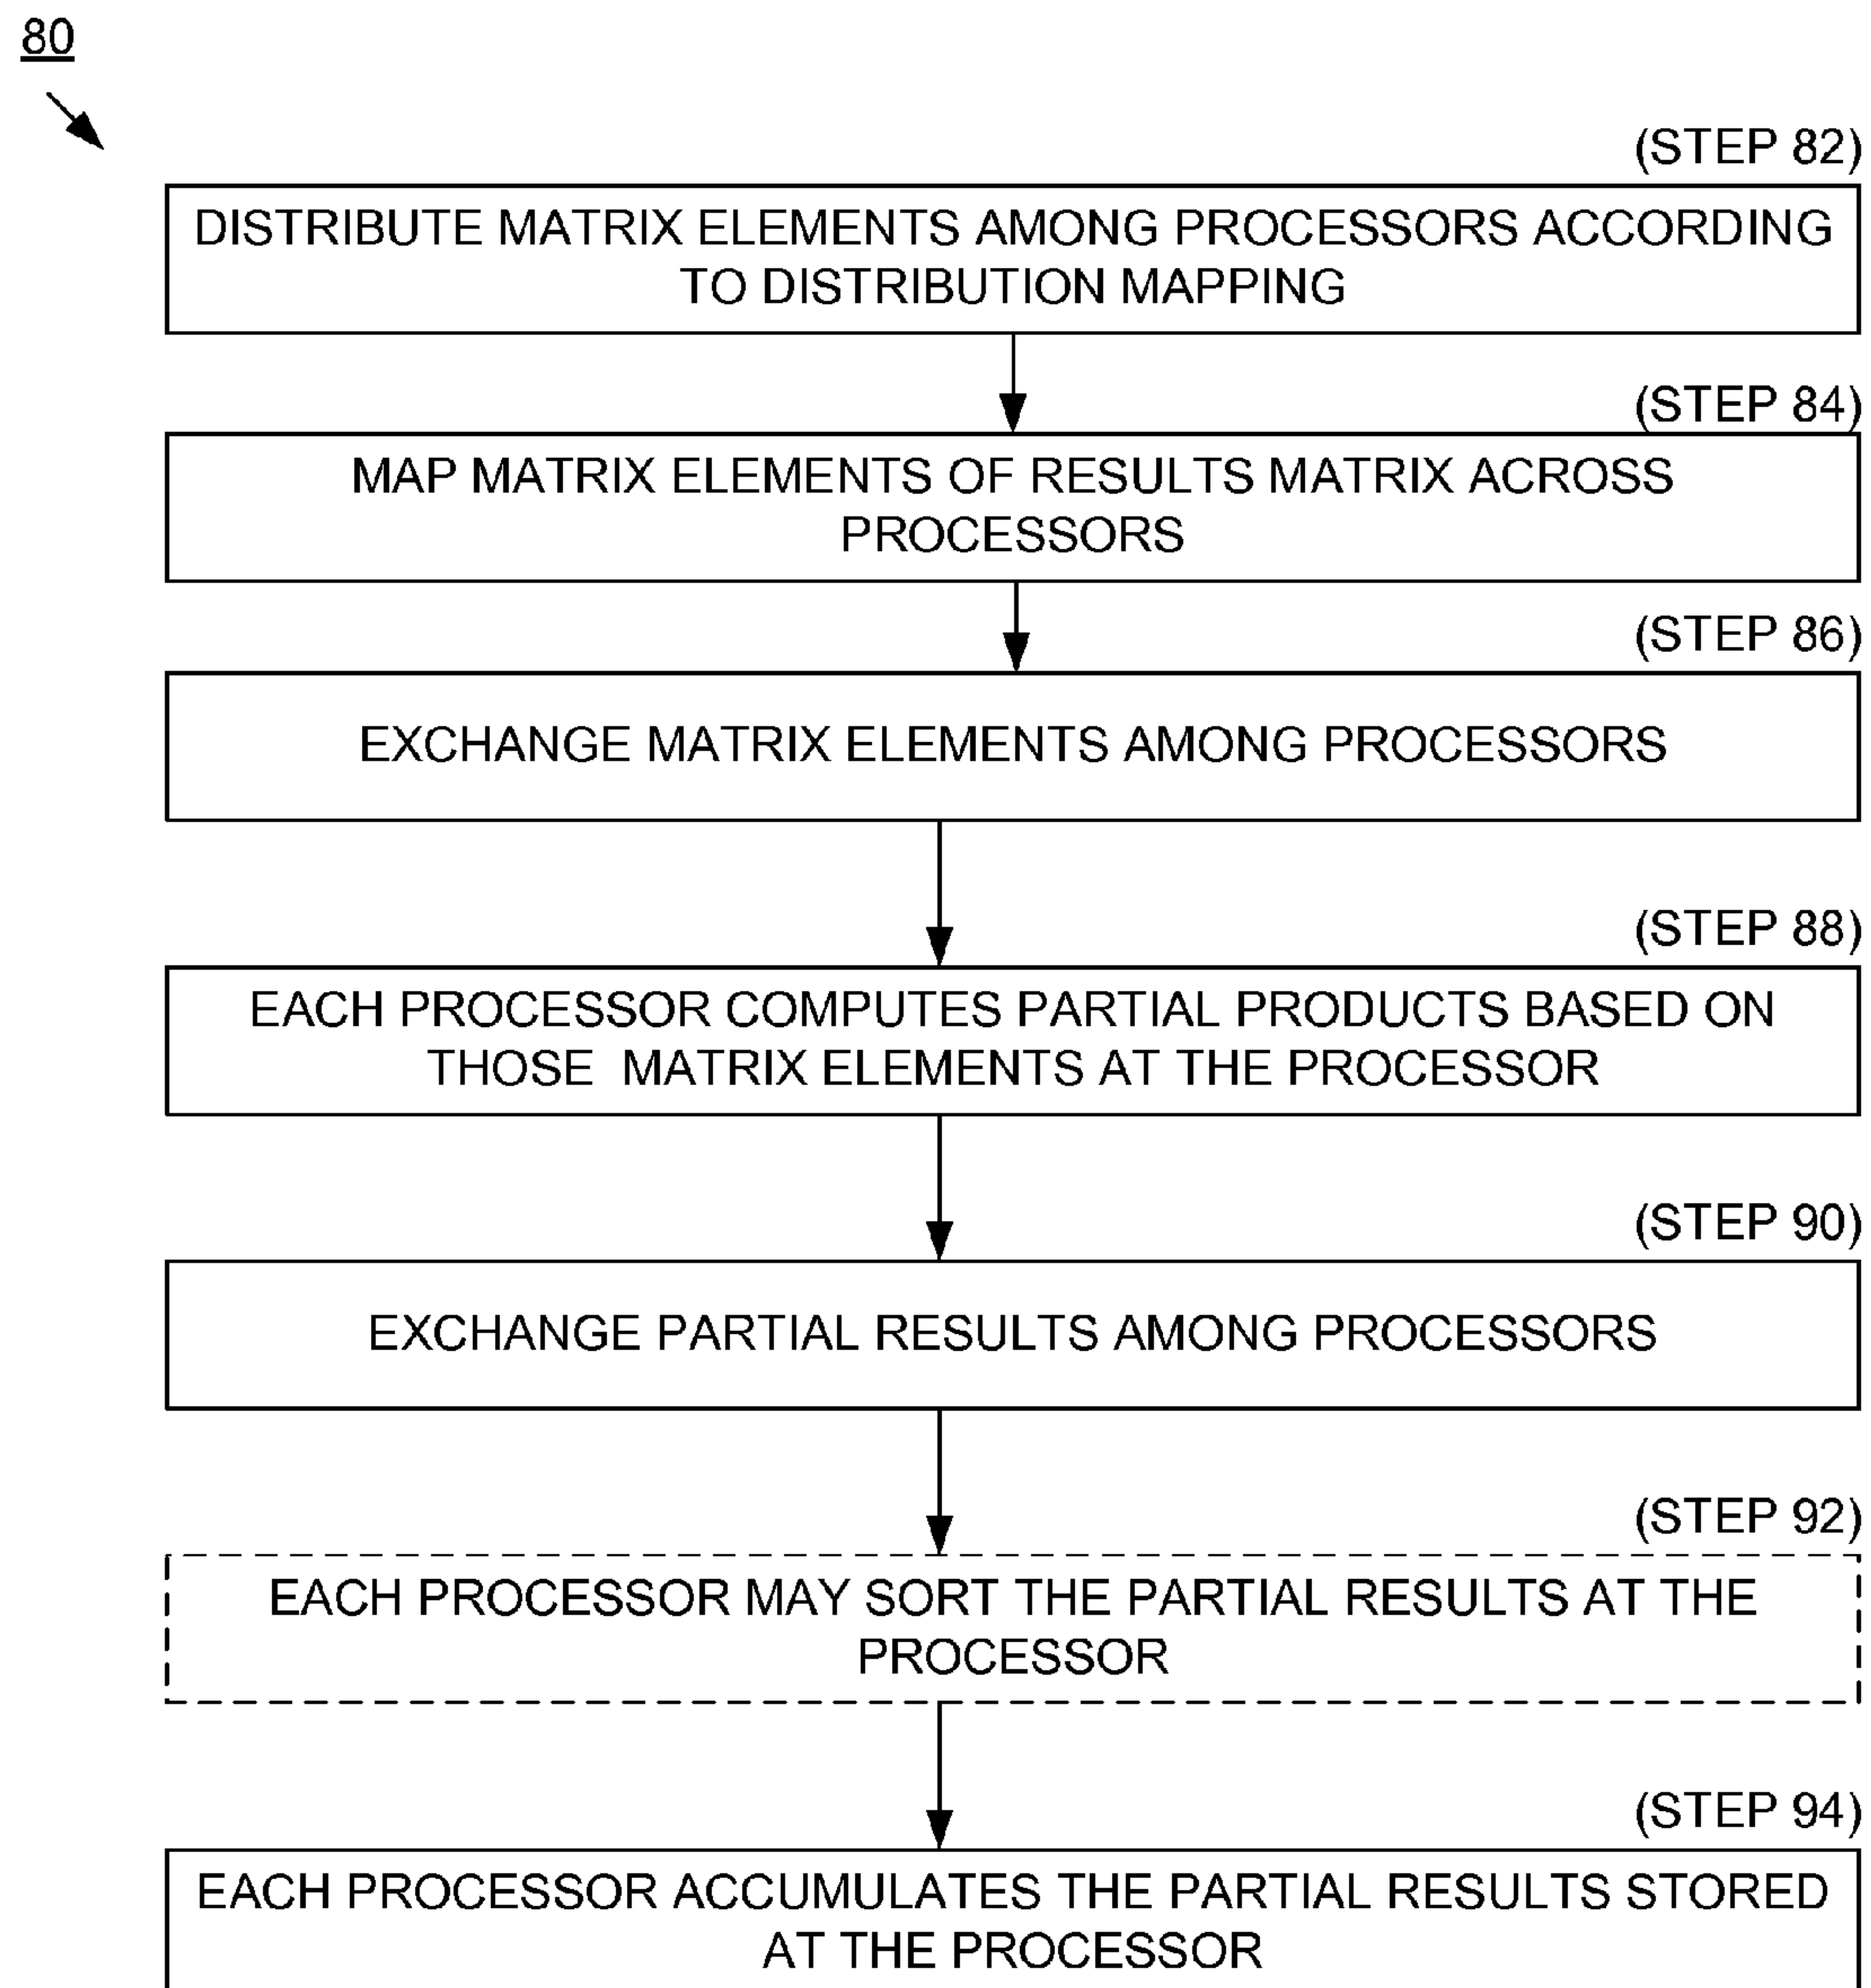 80
(STEP 82)
DISTRIBUTE MATRIX ELEMENTS AMONG PROCESSORS ACCORDING
TO DISTRIBUTION MAPPING
(STEP 84)
MAP MATRIX ELEMENTS OF RESULTS MATRIX ACROSS
PROCESSORS
(STEP 86)
EXCHANGE MATRIX ELEMENTS AMONG PROCESSORS
(STEP 88)
EACH PROCESSOR COMPUTES PARTIAL PRODUCTS BASED ON
THOSE MATRIX ELEMENTS AT THE PROCESSOR
(STEP 90)
EXCHANGE PARTIAL RESULTS AMONG PROCESSORS
(STEP 92)
EACH PROCESSOR MAY SORT THE PARTIAL RESULTS AT THE
PROCESSOR
(STEP 94)
EACH PROCESSOR ACCUMULATES THE PARTIAL RESULTS STORED
AT THE PROCESSOR